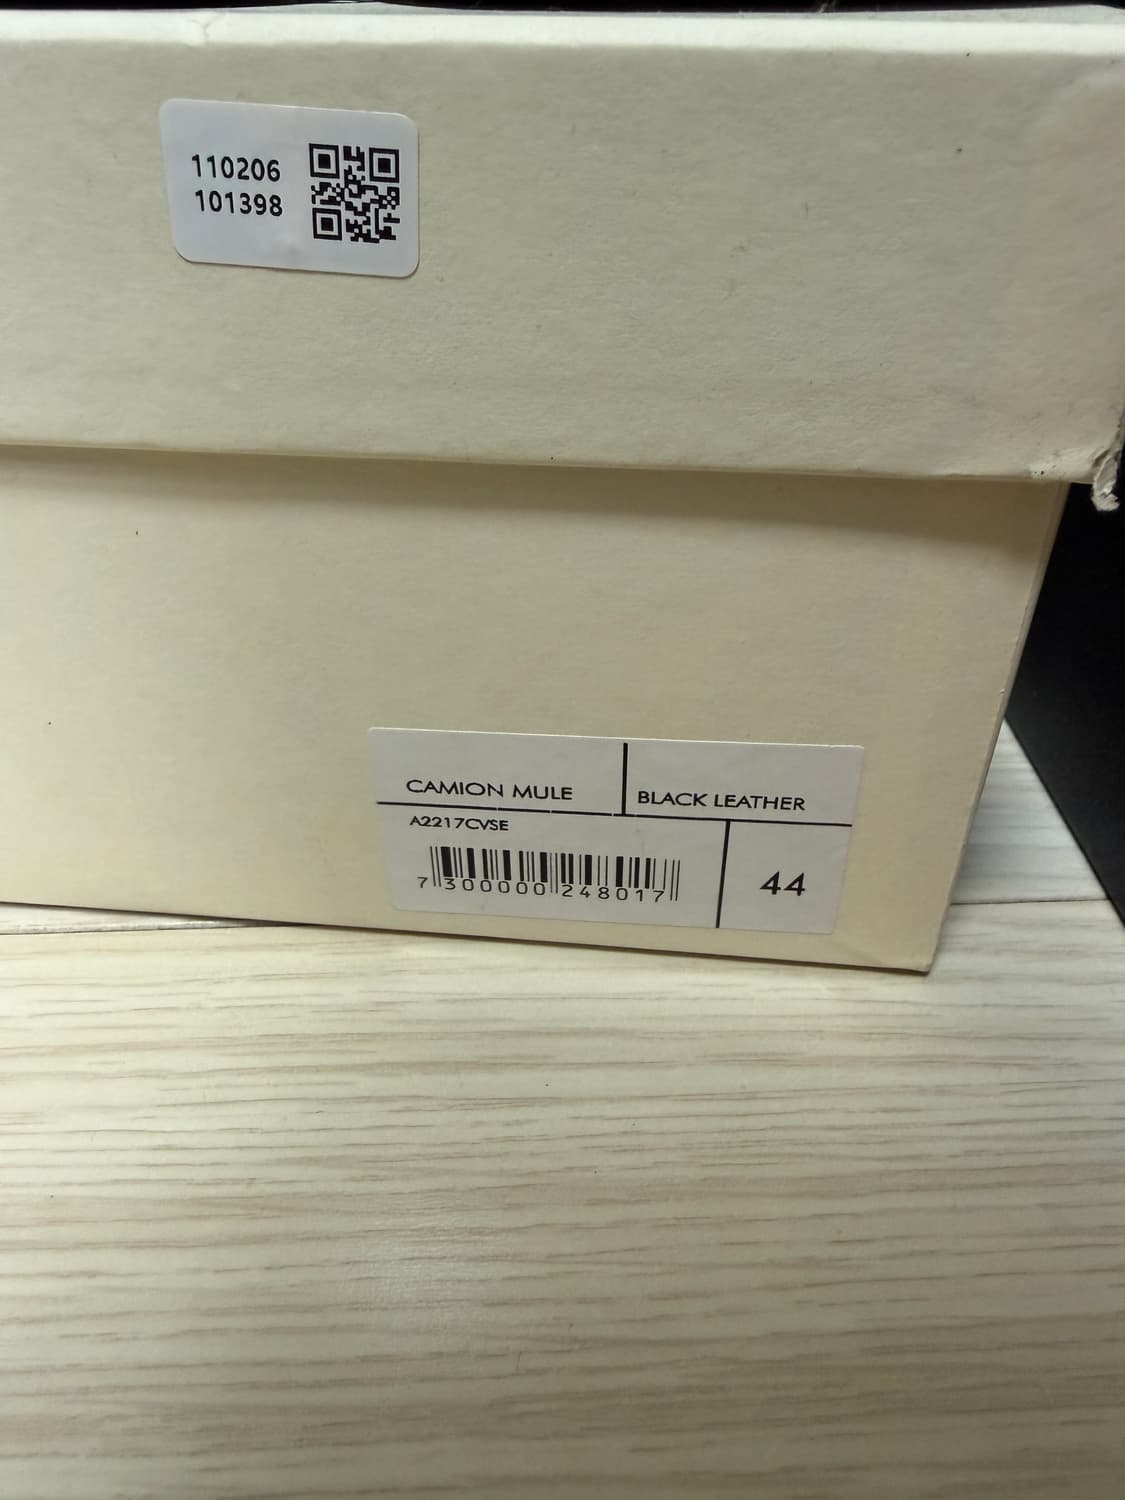 110206
101398
CAMION MULE
BLACK LEATHER
A2217CVSE
44
7 300000 248017